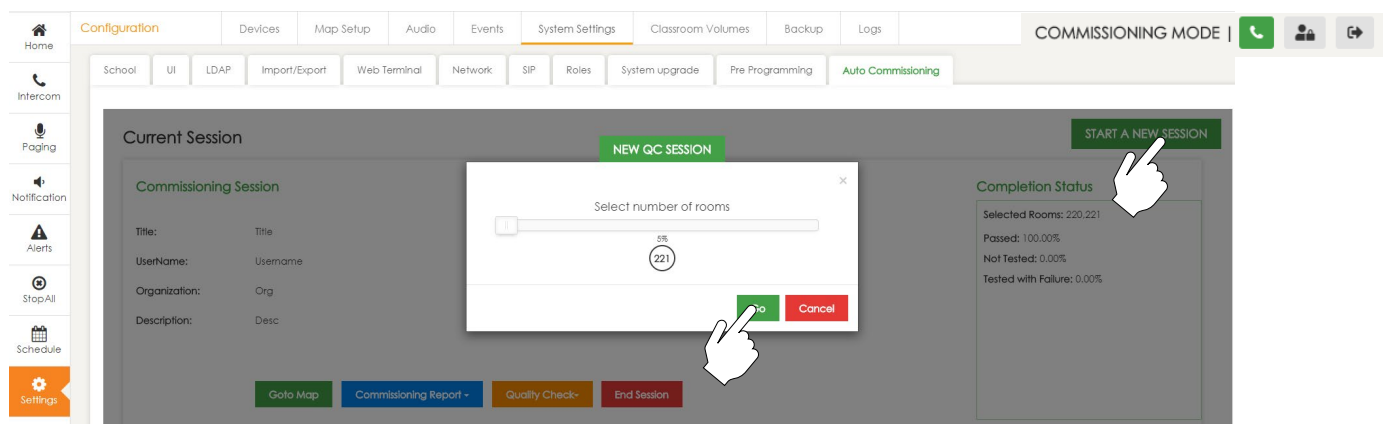 Home
Intercom
Paging
Notification
Alerts
StopAll
Schedule
Settings
Configuration
Devices Map Setup Audio Events System Settings Classroom Volumes Backup Logs
COMMISSIONING MODE |
School UI LDAP Import/Export Web Terminal Network SIP Roles System upgrade Pre Programming Auto Commissioning
Current Session
START A NEW SESSION
Commissioning Session
Title: Title
UserName: Username
Organization: Org
Description: Desc
Goto Map Commissioning Report Quality Check- End Session
NEW QC SESSION
×
Select number of rooms
5%
221
Go Cancel
Completion Status
Selected Rooms: 220,221
Passed: 100.00%
Not Tested: 0.00%
Tested with Failure: 0.00%